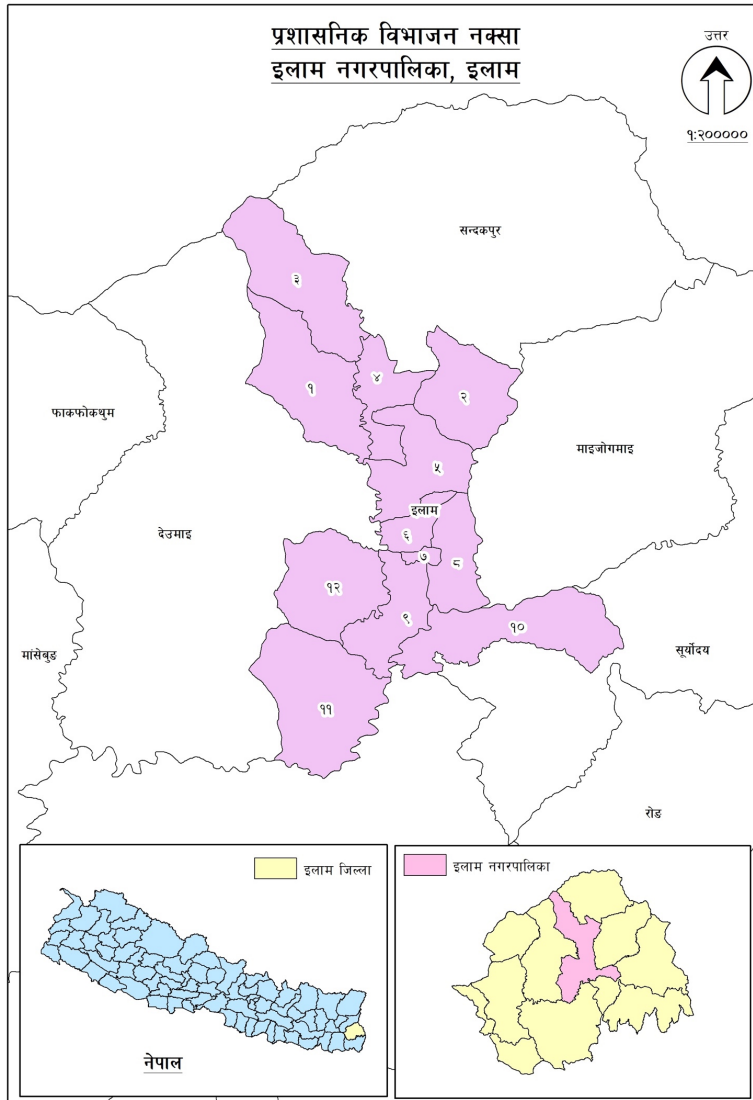 प्रशासनिक विभाजन नक्सा
इलाम नगरपालिका, इलाम
उत्तर
१:२०००००
सन्दकपुर
३
४
१
२
फाकफोकथुम
माइजोगमाइ
५
इलाम
देउमाइ
६
७
८
१२
९
१०
मांसेबुङ
सूर्योदय
११
रोङ
इलाम जिल्ला
नेपाल
इलाम नगरपालिका